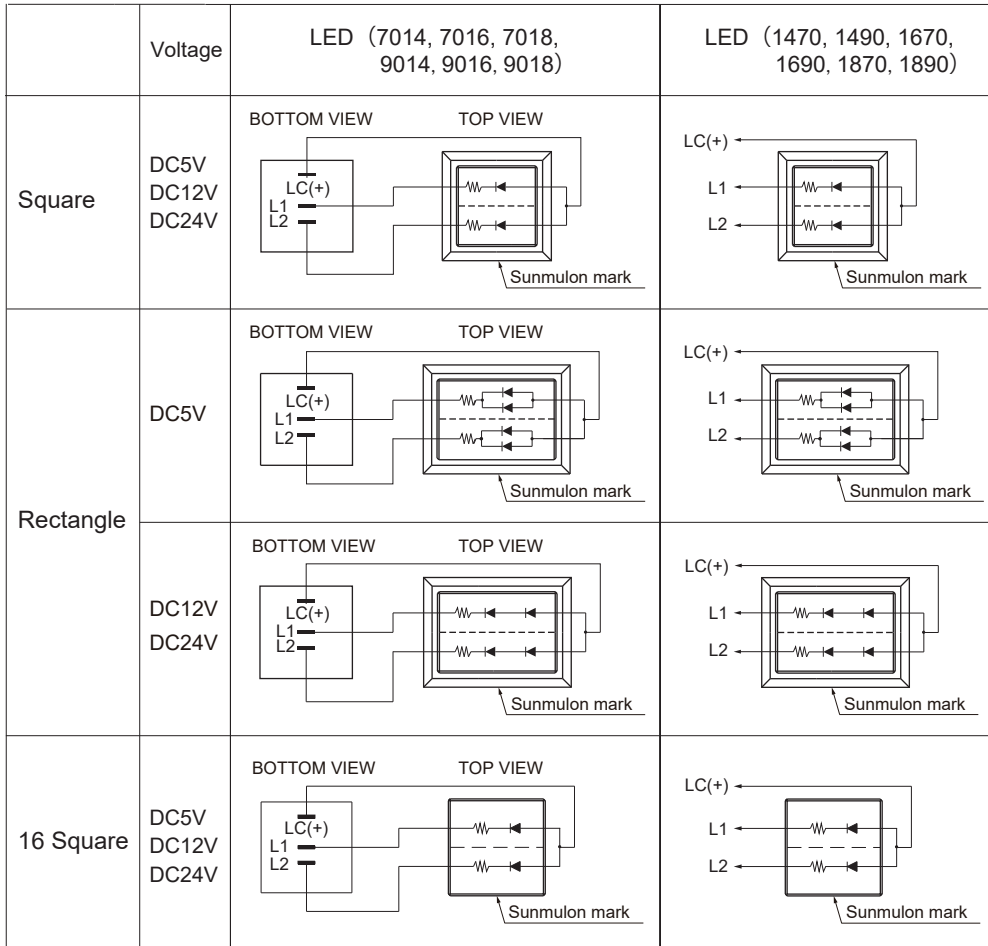 Voltage
LED（7014, 7016, 7018,
9014, 9016, 9018）
LED（1470, 1490, 1670,
1690, 1870, 1890）
Square
DC5V
DC12V
DC24V
BOTTOM VIEW
TOP VIEW
LC(+)
L1
L2
Sunmulon mark
LC(+)
L1
L2
Sunmulon mark
Rectangle
DC5V
BOTTOM VIEW
TOP VIEW
LC(+)
L1
L2
Sunmulon mark
LC(+)
L1
L2
Sunmulon mark
DC12V
DC24V
BOTTOM VIEW
TOP VIEW
LC(+)
L1
L2
Sunmulon mark
LC(+)
L1
L2
Sunmulon mark
16 Square
DC5V
DC12V
DC24V
BOTTOM VIEW
TOP VIEW
LC(+)
L1
L2
Sunmulon mark
LC(+)
L1
L2
Sunmulon mark